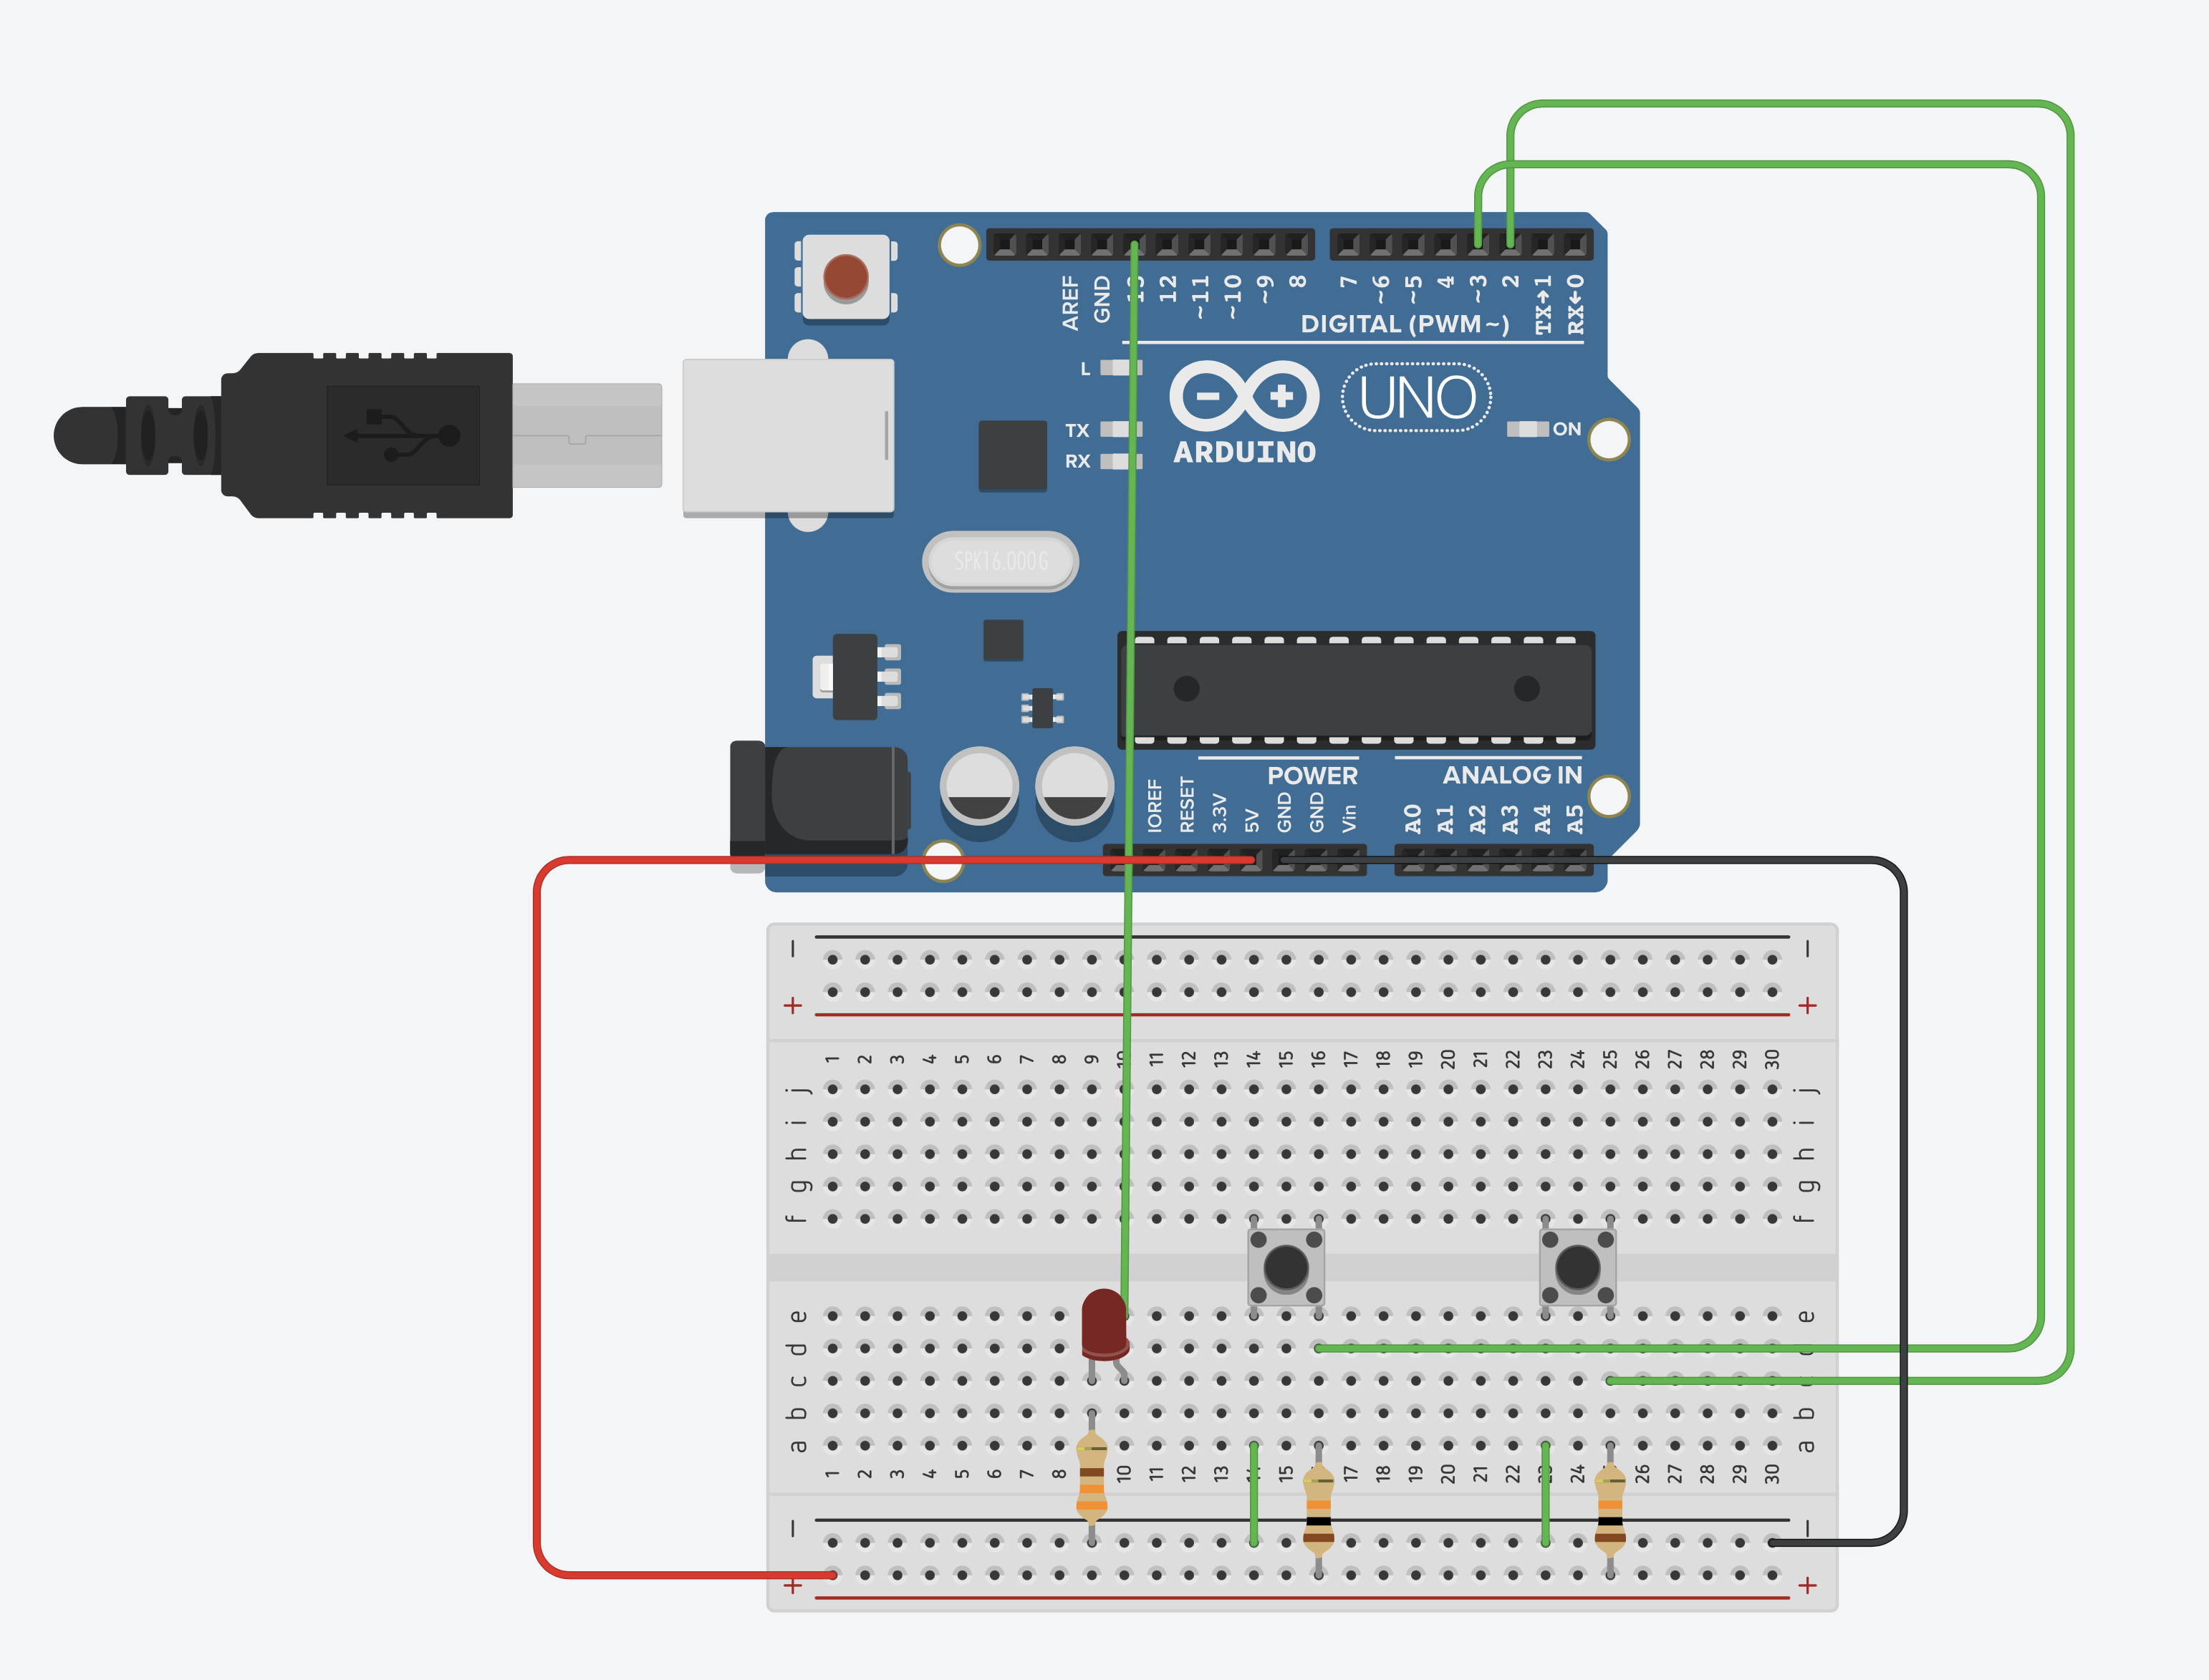 AREF
GND
13
12
~11
~10
~9
8
7
~6
~5
4
~3
2
TX→1
RX←0
DIGITAL (PWM~)
L
TX
RX
UNO
ON
ARDUINO
SPK16.000G
POWER
ANALOG IN
IOREF
RESET
3.3V
5V
GND
GND
Vin
A0
A1
A2
A3
A4
A5
− −
+ +
1 2 3 4 5 6 7 8 9 10 11 12 13 14 15 16 17 18 19 20 21 22 23 24 25 26 27 28 29 30
j j
i i
h h
g g
f f
e e
d
c
b b
a a
1 2 3 4 5 6 7 8 10 11 12 13 15 17 18 19 20 21 22 24 26 27 28 29 30
− −
+ +